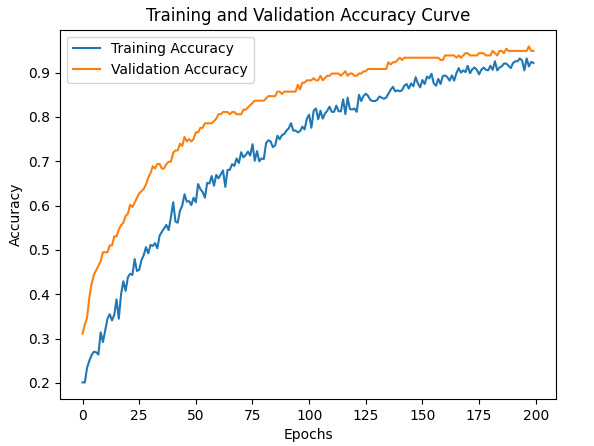 Training and Validation Accuracy Curve
Training Accuracy
Validation Accuracy
Accuracy
0.9
0.8
0.7
0.6
0.5
0.4
0.3
0.2
0 25 50 75 100 125 150 175 200
Epochs